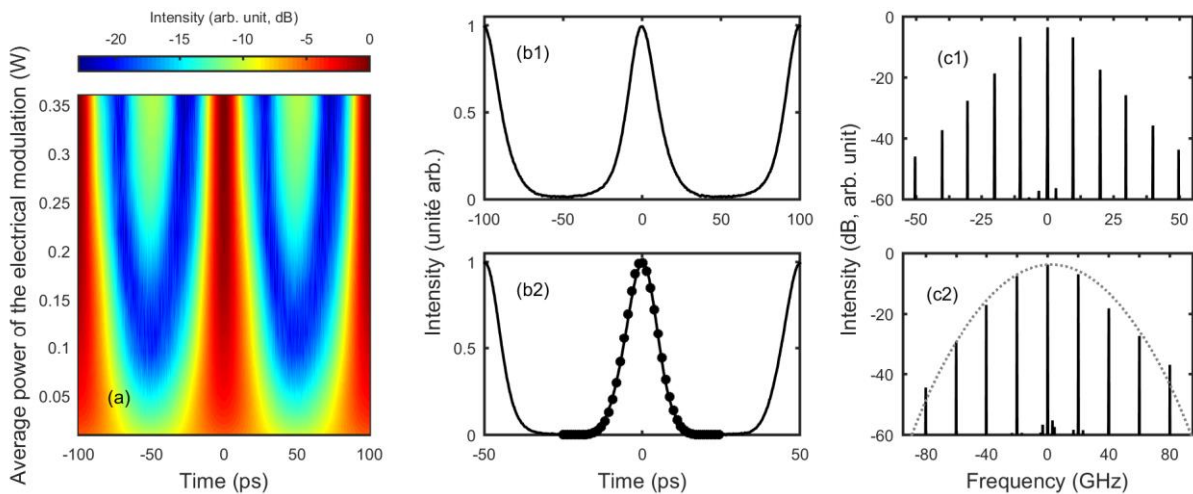 Intensity (arb. unit, dB)
-20 -15 -10 -5 0
Average power of the electrical modulation (W)
0.35
0.3
0.25
0.2
0.15
0.1
0.05
(a)
-100 -50 0 50 100
Time (ps)
Intensity (unité arb.)
(b1)
1
0.5
0
-100 -50 0 50 100
(b2)
1
0.5
0
-50 0 50
Time (ps)
Intensity (dB, arb. unit)
(c1)
0
-20
-40
-60
-50 -25 0 25 50
(c2)
0
-20
-40
-60
-80 -40 0 40 80
Frequency (GHz)